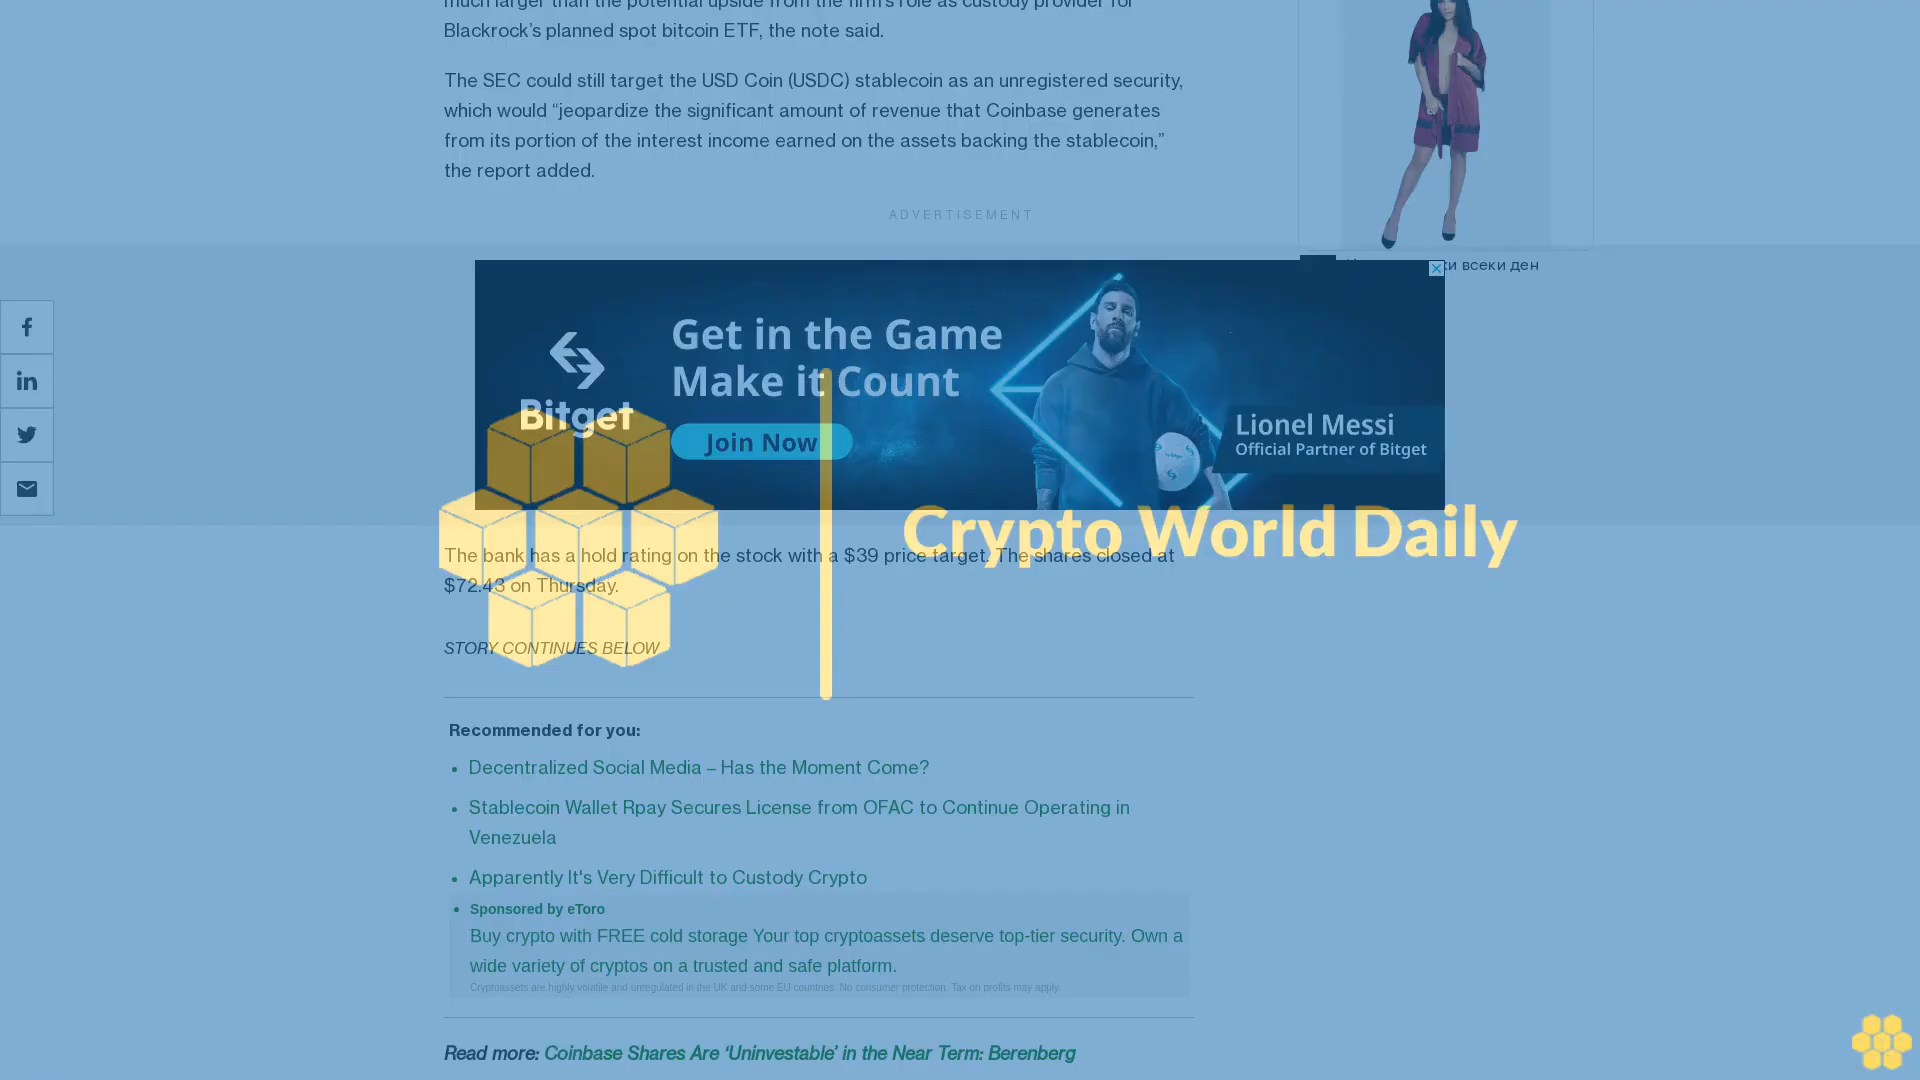 much larger than the potential upside from the firm's role as custody provider for
Blackrock's planned spot bitcoin ETF, the note said.
The SEC could still target the USD Coin (USDC) stablecoin as an unregistered security,
which would “jeopardize the significant amount of revenue that Coinbase generates
from its portion of the interest income earned on the assets backing the stablecoin,”
the report added.
ADVERTISEMENT
всеки ден
Get in the Game
Make it Count
Bitget
Join Now
Lionel Messi
Official Partner of Bitget
Crypto World Daily
The bank has a hold rating on the stock with a $39 price target. The shares closed at
$72.43 on Thursday.
STORY CONTINUES BELOW
Recommended for you:
• Decentralized Social Media – Has the Moment Come?
• Stablecoin Wallet Rpay Secures License from OFAC to Continue Operating in
Venezuela
• Apparently It's Very Difficult to Custody Crypto
• Sponsored by eToro
Buy crypto with FREE cold storage Your top cryptoassets deserve top-tier security. Own a
wide variety of cryptos on a trusted and safe platform.
Cryptoassets are highly volatile and unregulated in the UK and some EU countries. No consumer protection. Tax on profits may apply.
Read more: Coinbase Shares Are ‘Uninvestable’ in the Near Term: Berenberg